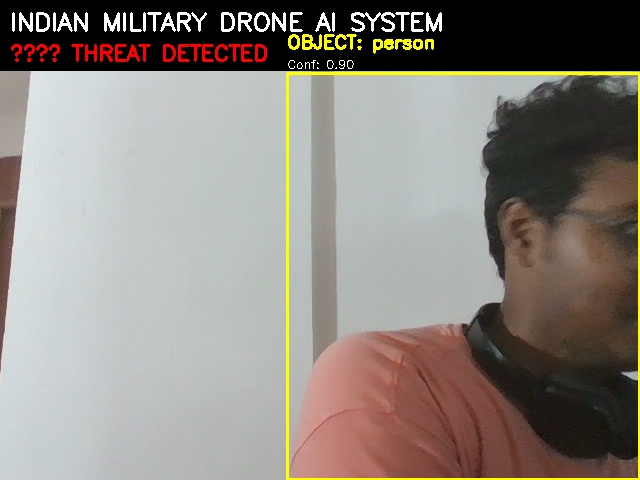 INDIAN MILITARY DRONE AI SYSTEM
???? THREAT DETECTED
OBJECT: person
Conf: 0.90